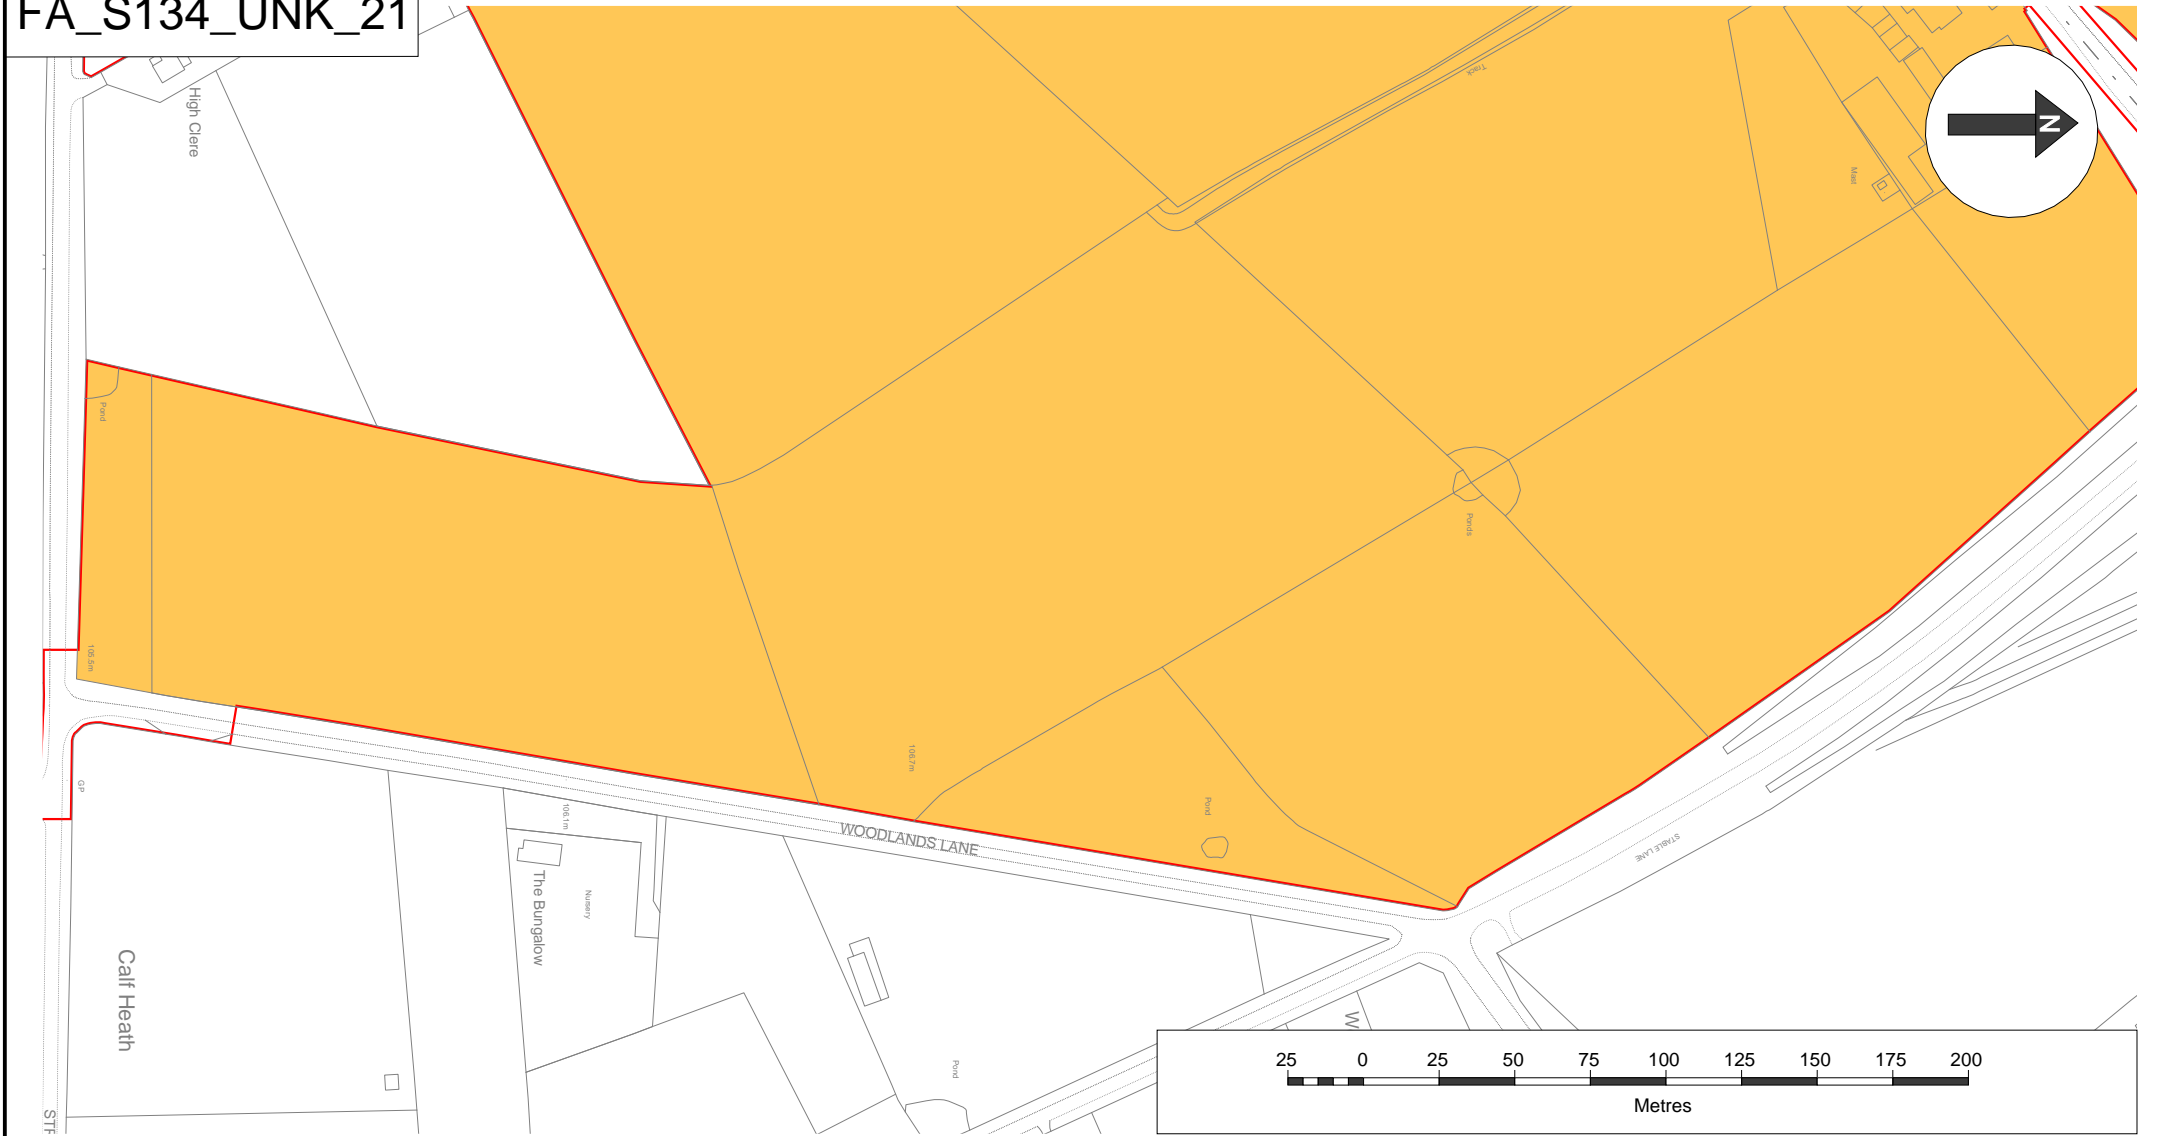 FA_S134_UNK_21
Track
High Clere
N
Mast
Pond
Ponds
105.5m
106.7m
GP
106.1m
Pond
WOODLANDS LANE
STABLE LANE
The Bungalow
Nursery
Calf Heath
Pond
W
STR
25 0 25 50 75 100 125 150 175 200
Metres